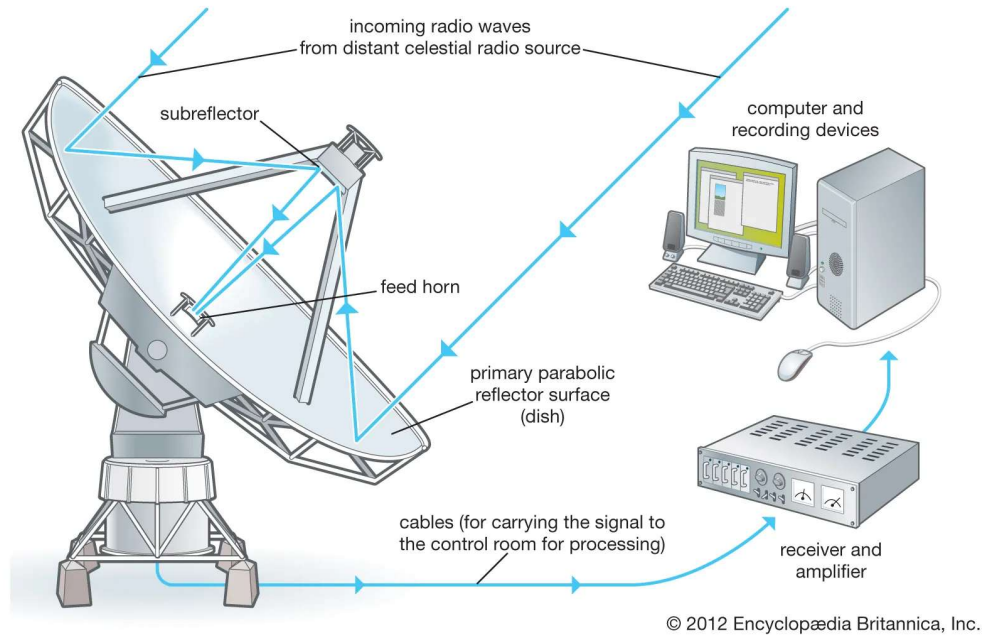 incoming radio waves
from distant celestial radio source
subreflector
computer and
recording devices
feed horn
primary parabolic
reflector surface
(dish)
cables (for carrying the signal to
the control room for processing)
receiver and
amplifier
© 2012 Encyclopædia Britannica, Inc.